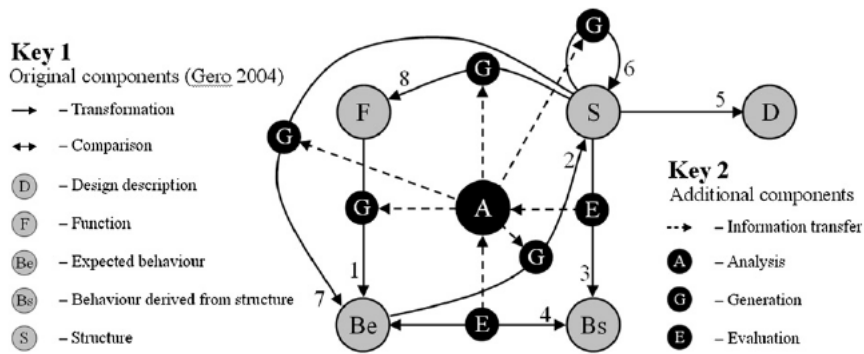 Key 1
Original components (Gero 2004)
– Transformation
– Comparison
D – Design description
F – Function
Be – Expected behaviour
Bs – Behaviour derived from structure
S – Structure
G
6
8
G
F
S
5
D
G
2
Key 2
Additional components
– Information transfer
A – Analysis
G – Generation
E – Evaluation
G
A
E
G
1
3
7
Be
E
4
Bs